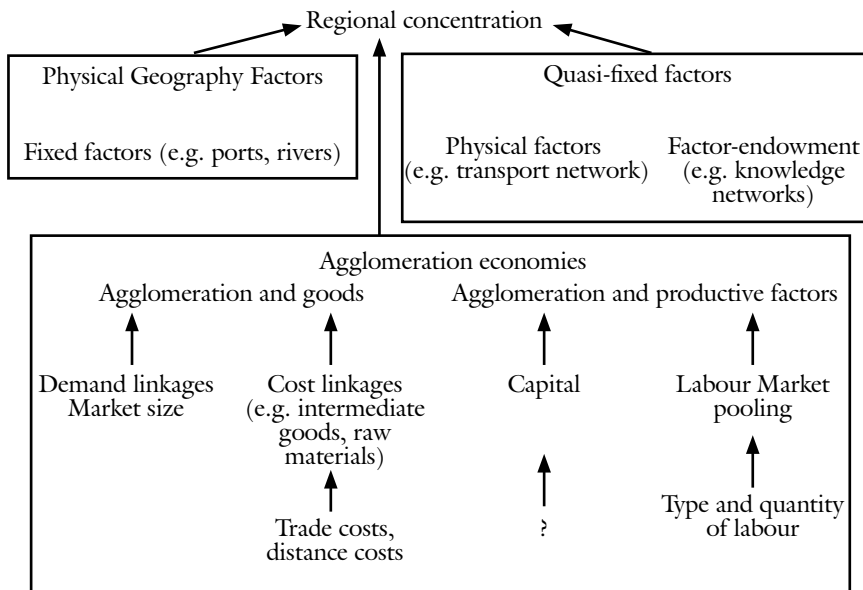 Regional concentration
Physical Geography Factors
Fixed factors (e.g. ports, rivers)
Quasi-fixed factors
Physical factors
(e.g. transport network)
Factor-endowment
(e.g. knowledge
networks)
Agglomeration economies
Agglomeration and goods
Agglomeration and productive factors
Demand linkages
Market size
Cost linkages
(e.g. intermediate
goods, raw
materials)
Capital
Labour Market
pooling
Trade costs,
distance costs
?
Type and quantity
of labour